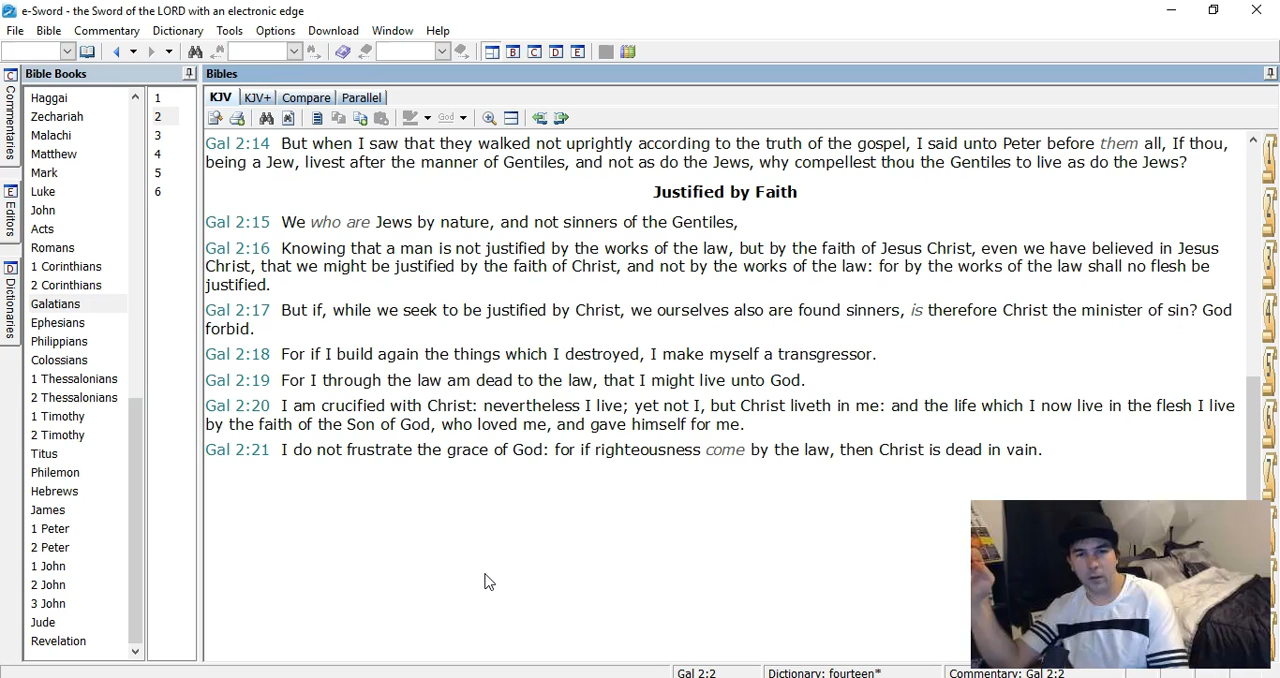 e-Sword - the Sword of the LORD with an electronic edge
File Bible Commentary Dictionary Tools Options Download Window Help
B C D E
Bible Books
Bibles
C Commentaries
E Editors
D Dictionaries
Haggai
Zechariah
Malachi
Matthew
Mark
Luke
John
Acts
Romans
1 Corinthians
2 Corinthians
Galatians
Ephesians
Philippians
Colossians
1 Thessalonians
2 Thessalonians
1 Timothy
2 Timothy
Titus
Philemon
Hebrews
James
1 Peter
2 Peter
1 John
2 John
3 John
Jude
Revelation
1
2
3
4
5
6
KJV KJV+ Compare Parallel
God
Gal 2:14 But when I saw that they walked not uprightly according to the truth of the gospel, I said unto Peter before them all, If thou,
being a Jew, livest after the manner of Gentiles, and not as do the Jews, why compellest thou the Gentiles to live as do the Jews?
Justified by Faith
Gal 2:15 We who are Jews by nature, and not sinners of the Gentiles,
Gal 2:16 Knowing that a man is not justified by the works of the law, but by the faith of Jesus Christ, even we have believed in Jesus
Christ, that we might be justified by the faith of Christ, and not by the works of the law: for by the works of the law shall no flesh be
justified.
Gal 2:17 But if, while we seek to be justified by Christ, we ourselves also are found sinners, is therefore Christ the minister of sin? God
forbid.
Gal 2:18 For if I build again the things which I destroyed, I make myself a transgressor.
Gal 2:19 For I through the law am dead to the law, that I might live unto God.
Gal 2:20 I am crucified with Christ: nevertheless I live; yet not I, but Christ liveth in me: and the life which I now live in the flesh I live
by the faith of the Son of God, who loved me, and gave himself for me.
Gal 2:21 I do not frustrate the grace of God: for if righteousness come by the law, then Christ is dead in vain.
1
2
3
4
5
6
7
Gal 2:2 Dictionary: fourteen* Commentary: Gal 2:2